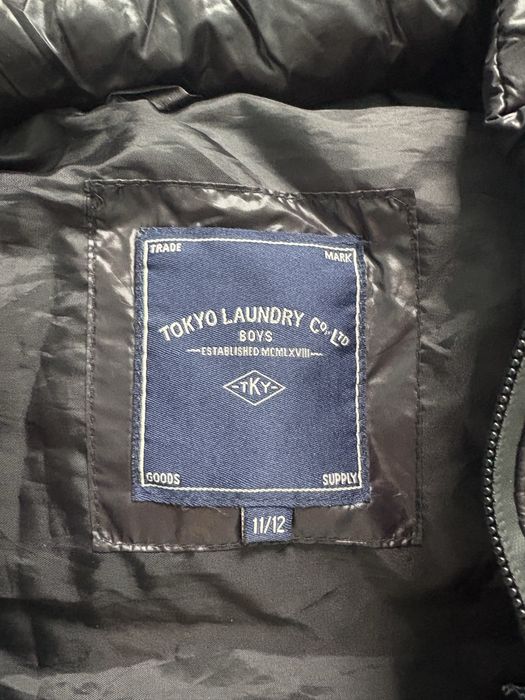 TRADE MARK
TOKYO LAUNDRY Co. LTD
BOYS
ESTABLISHED MCMLXVIII
TKY
GOODS SUPPLY
11/12